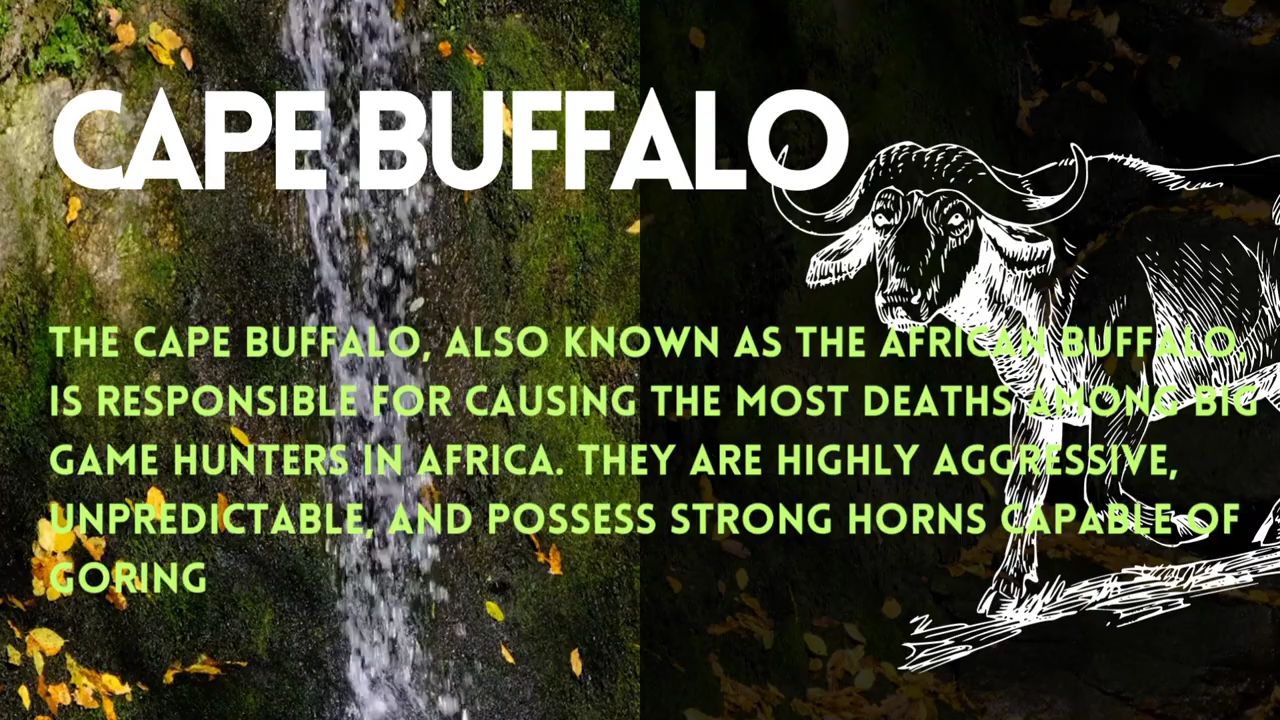 CAPE BUFFALO
THE CAPE BUFFALO, ALSO KNOWN AS THE AFRICAN BUFFALO,
IS RESPONSIBLE FOR CAUSING THE MOST DEATHS AMONG BIG
GAME HUNTERS IN AFRICA. THEY ARE HIGHLY AGGRESSIVE,
UNPREDICTABLE, AND POSSESS STRONG HORNS CAPABLE OF
GORING